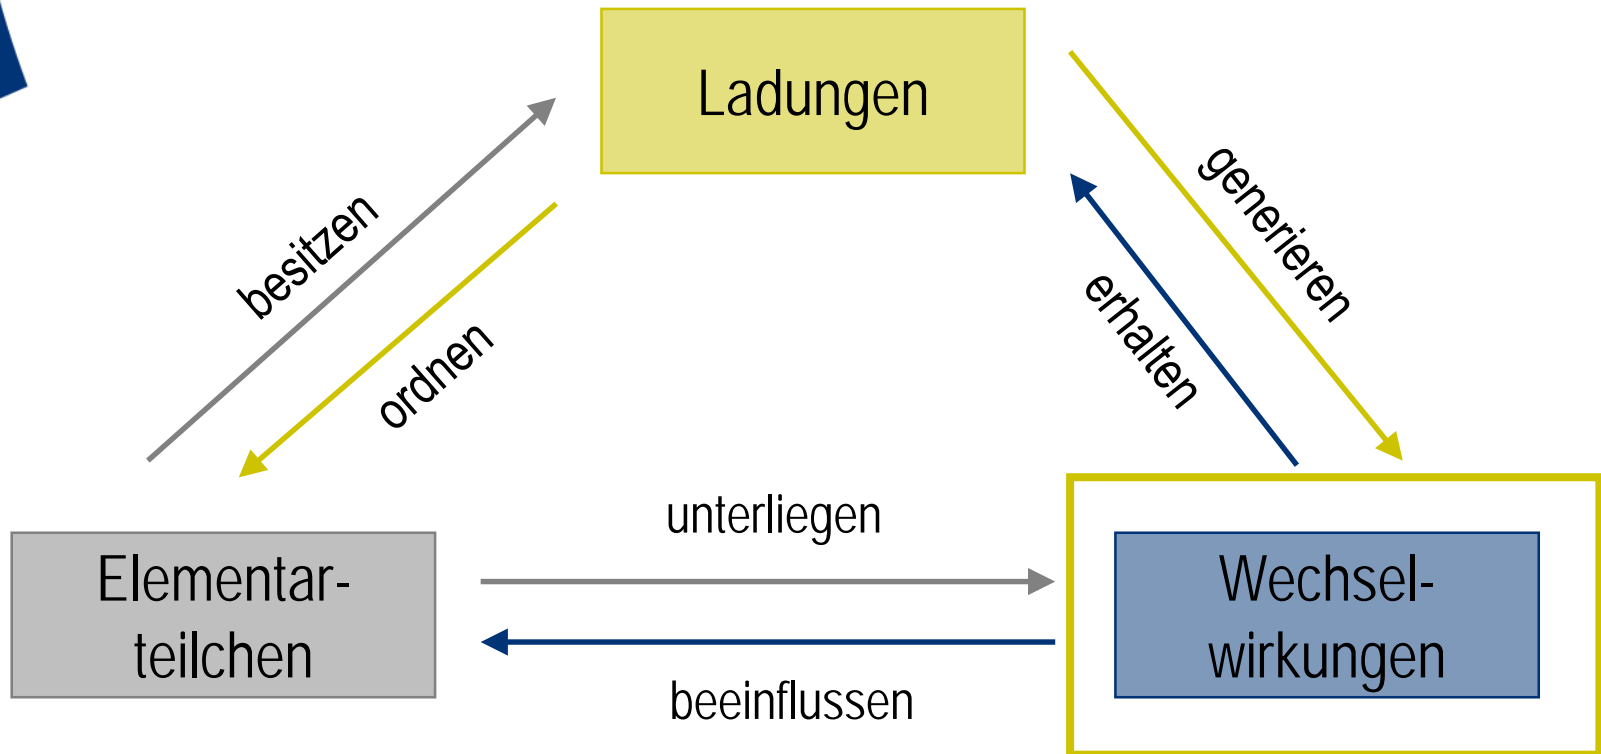 Ladungen
besitzen
ordnen
generieren
erhalten
unterliegen
beeinflussen
Elementar-
teilchen
Wechsel-
wirkungen